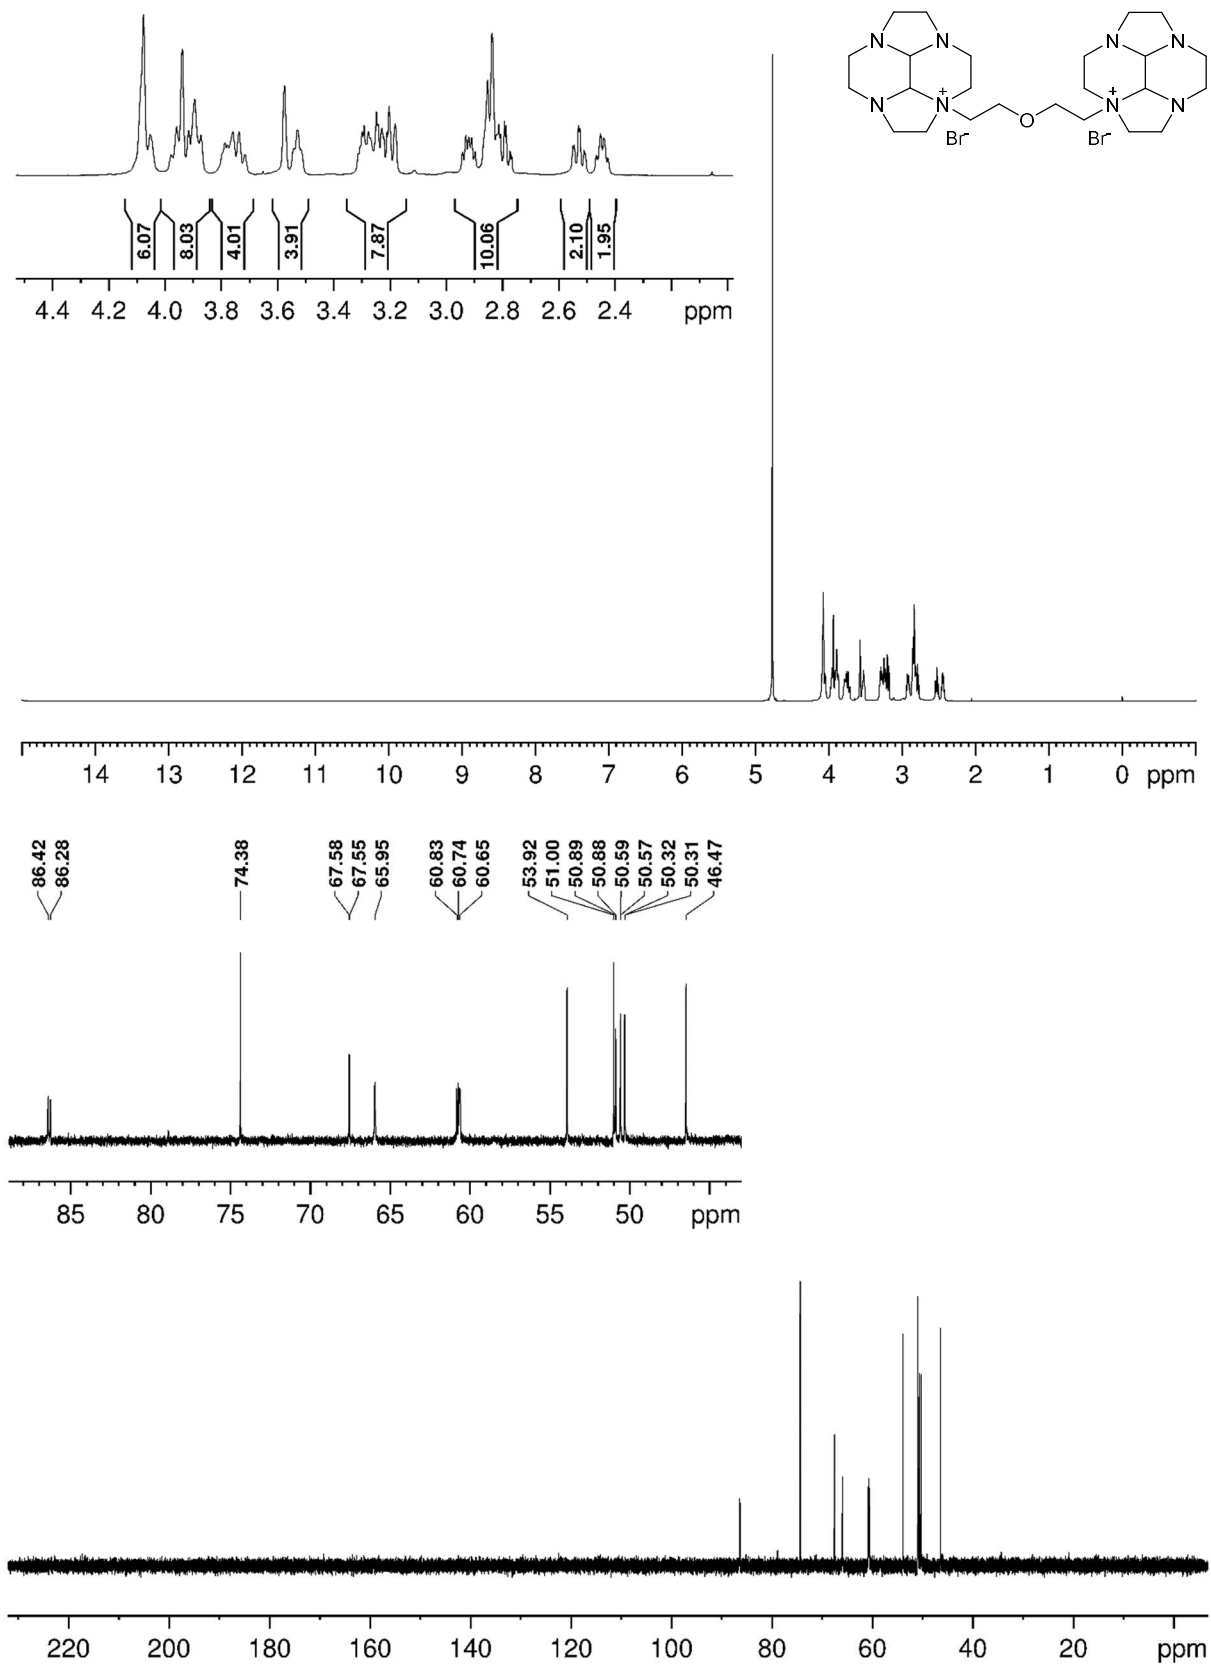 N N N N
+ +
N N N N
O
Br- Br-
6.07 8.03 4.01 3.91 7.87 10.06 2.10 1.95
4.4 4.2 4.0 3.8 3.6 3.4 3.2 3.0 2.8 2.6 2.4 ppm
14 13 12 11 10 9 8 7 6 5 4 3 2 1 0 ppm
86.42 86.28 74.38 67.58 67.55 65.95 60.83 60.74 60.65 53.92 51.00 50.89 50.88 50.59 50.57 50.32 50.31 46.47
85 80 75 70 65 60 55 50 ppm
220 200 180 160 140 120 100 80 60 40 20 ppm